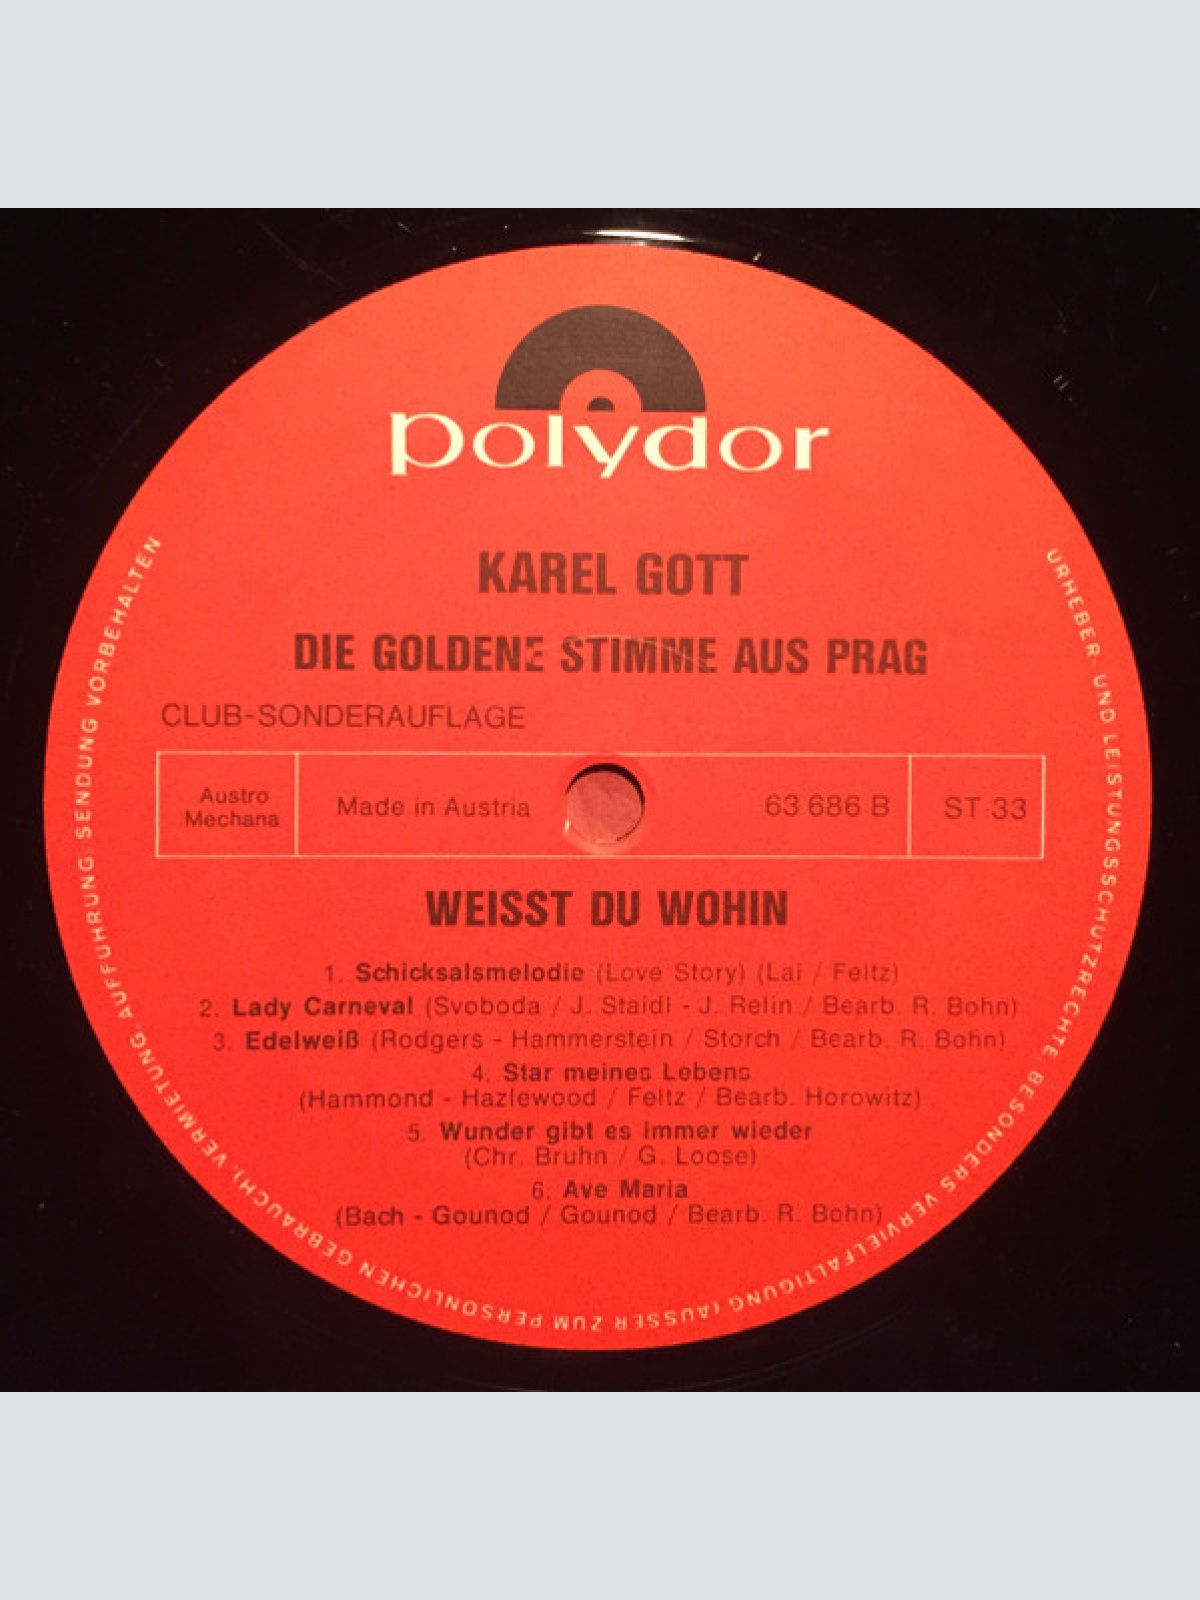 polydor
KAREL GOTT
DIE GOLDENE STIMME AUS PRAG
CLUB-SONDERAUFLAGE
Austro
Mechana
Made in Austria
63 686 B
ST 33
WEISST DU WOHIN
1. Schicksalsmelodie (Love Story) (Lai / Feltz)
2. Lady Carneval (Svoboda / J. Staidl - J. Relin / Bearb. R. Bohn)
3. Edelweiß (Rodgers - Hammerstein / Storch / Bearb. R. Bohn)
4. Star meines Lebens
(Hammond - Hazlewood / Feltz / Bearb. Horowitz)
5. Wunder gibt es immer wieder
(Chr. Bruhn / G. Loose)
6. Ave Maria
(Bach - Gounod / Gounod / Bearb. R. Bohn)
URHEBER- UND LEISTUNGSSCHUTZRECHTE, BESONDERS VERVIELFÄLTIGUNG (AUSSER ZUM PERSÖNLICHEN GEBRAUCH), VERMIETUNG, AUFFÜHRUNG, SENDUNG VORBEHALTEN